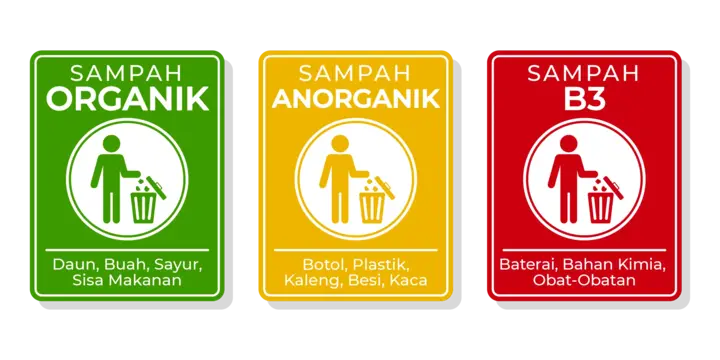 SAMPAH
ORGANIK
Daun, Buah, Sayur,
Sisa Makanan
SAMPAH
ANORGANIK
Botol, Plastik,
Kaleng, Besi, Kaca
SAMPAH
B3
Baterai, Bahan Kimia,
Obat-Obatan